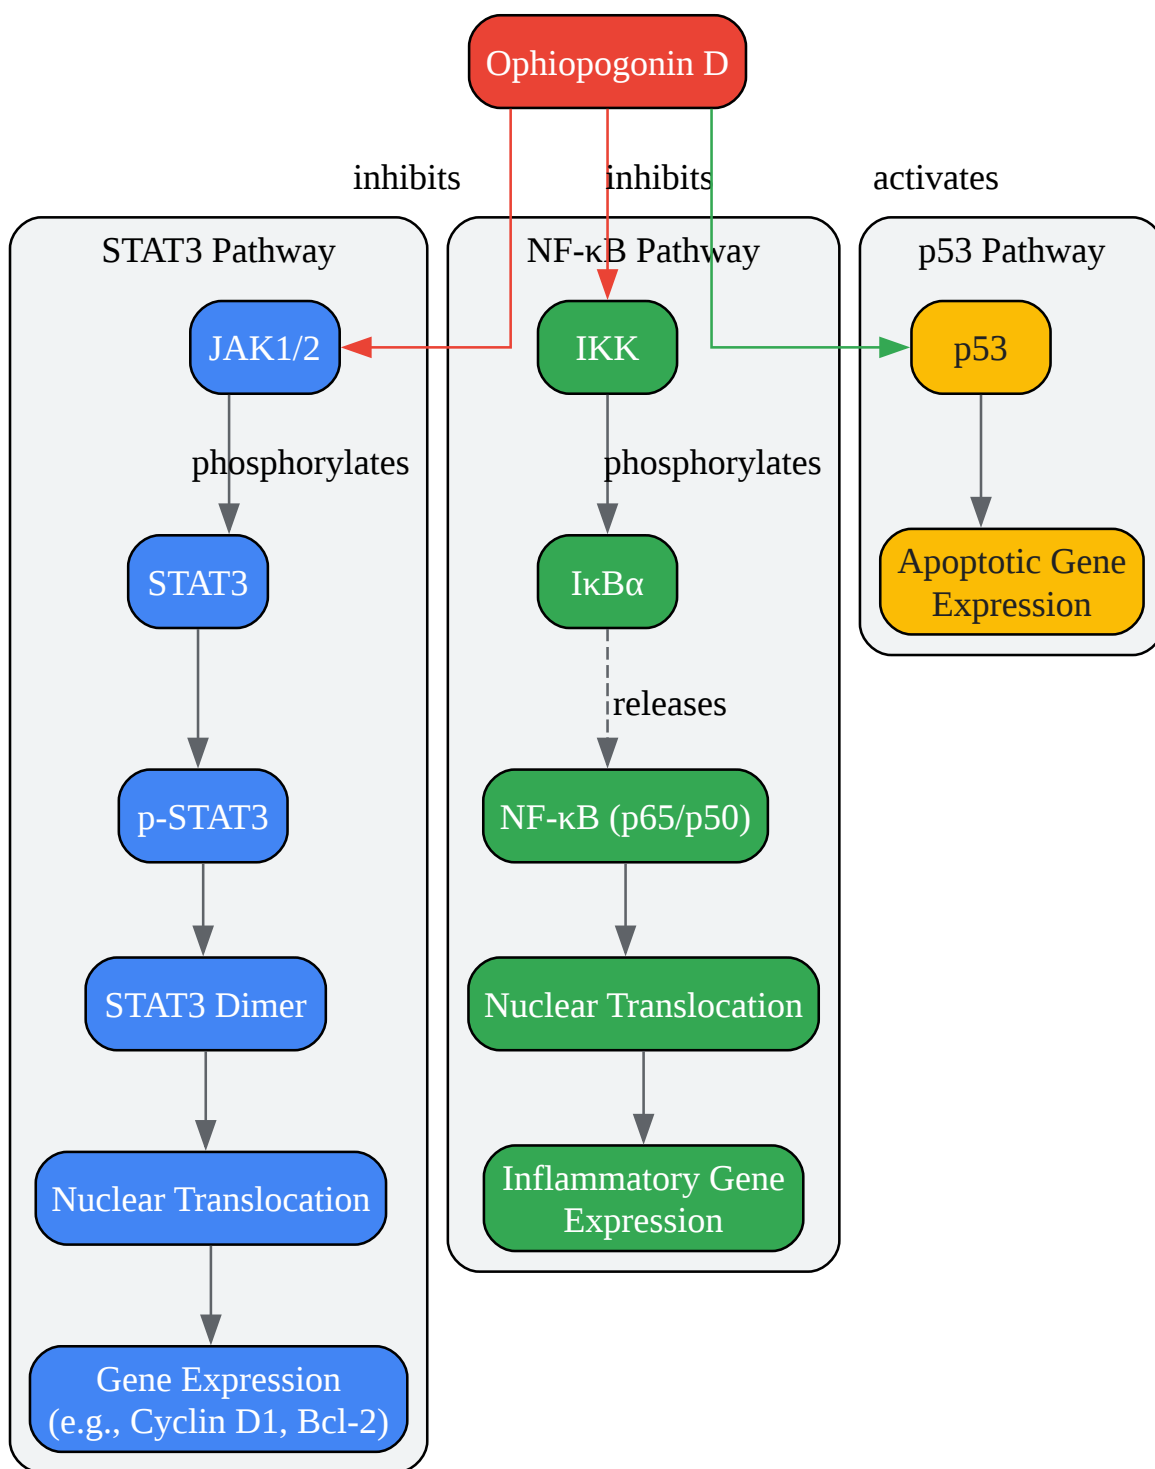 Ophiopogonin D
inhibits
inhibits
activates
STAT3 Pathway
JAK1/2
phosphorylates
STAT3
p-STAT3
STAT3 Dimer
Nuclear Translocation
Gene Expression
(e.g., Cyclin D1, Bcl-2)
NF-κB Pathway
IKK
phosphorylates
IκBα
releases
NF-κB (p65/p50)
Nuclear Translocation
Inflammatory Gene
Expression
p53 Pathway
p53
Apoptotic Gene
Expression